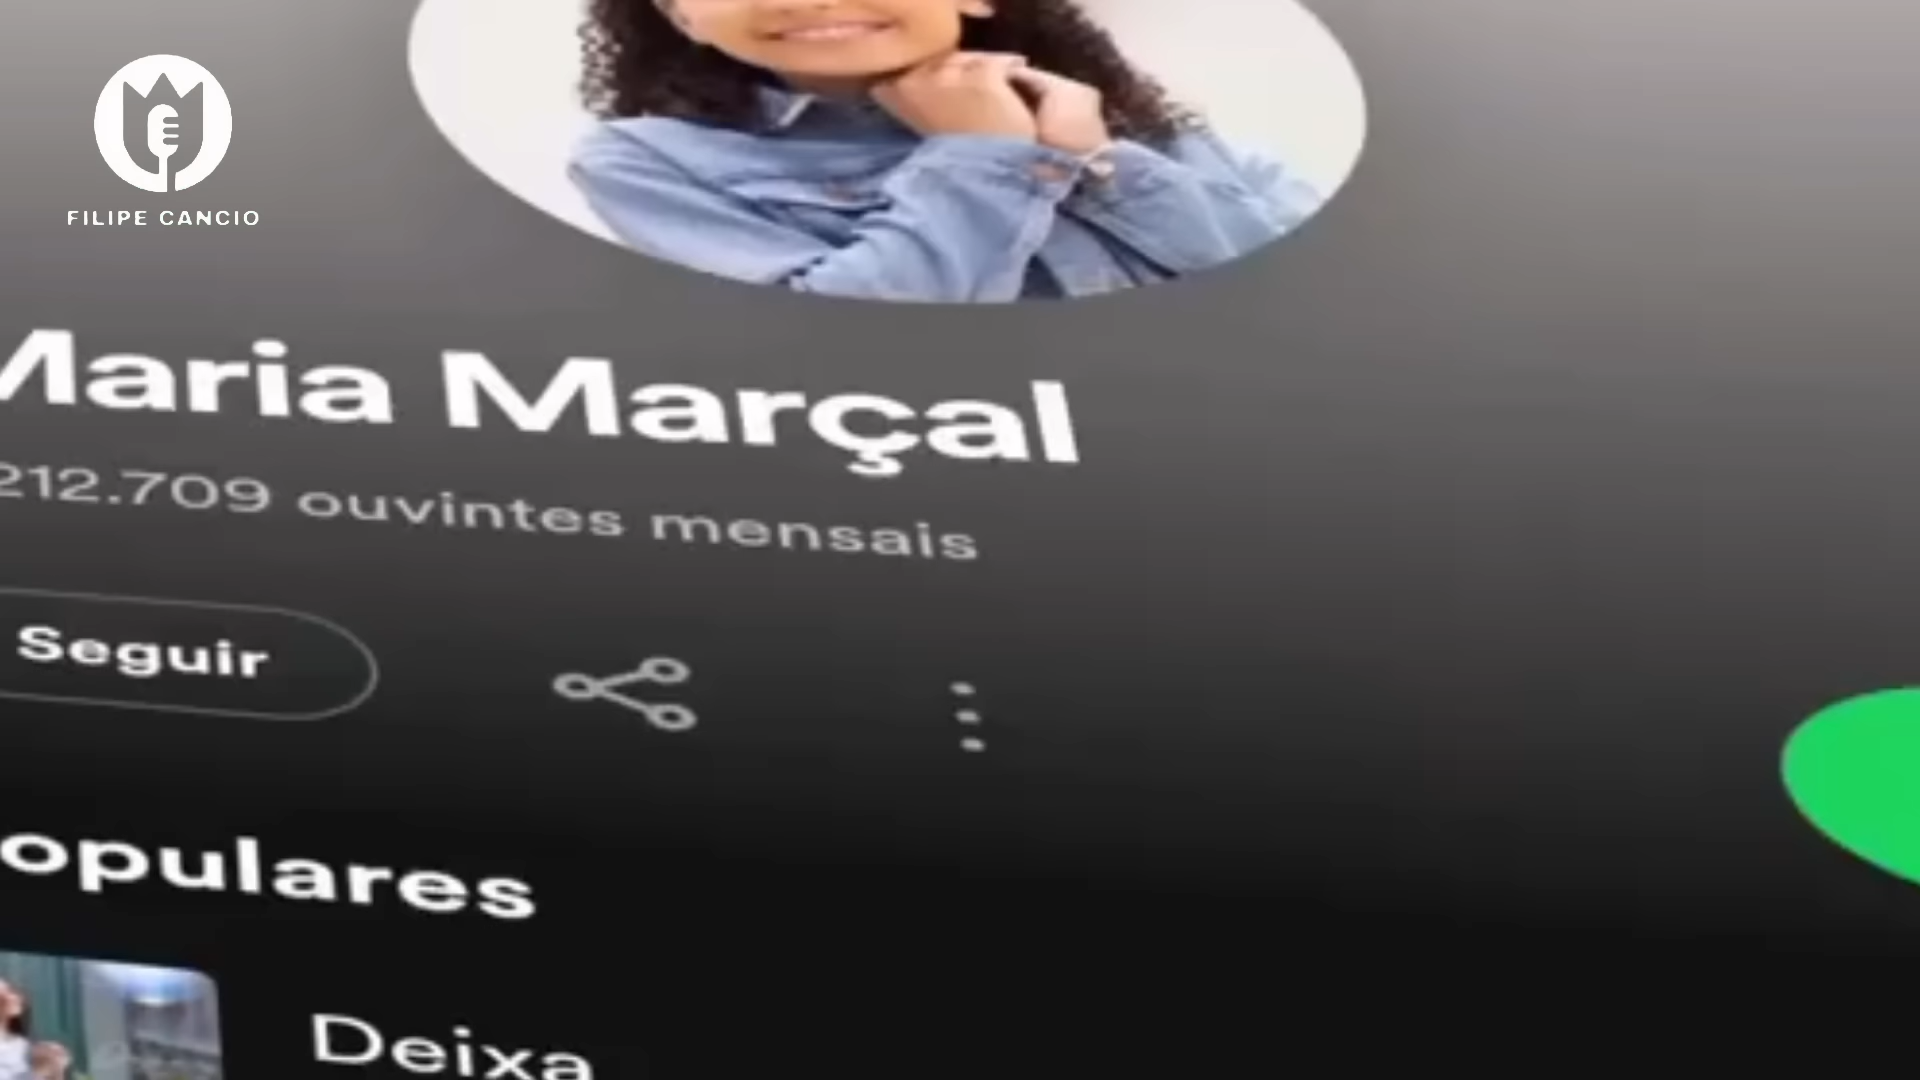 FILIPE CANCIO
Maria Marçal
212.709 ouvintes mensais
Seguir
opulares
Deixa